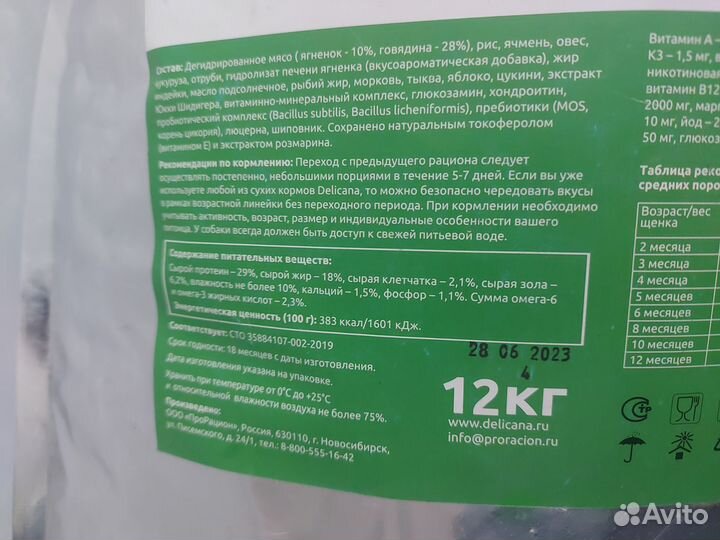 Состав: Дегидрированное мясо ( ягненок - 10%, говядина - 28%), рис, ячмень, овес,
кукуруза, отруби, гидролизат печени ягненка (вкусоароматическая добавка), жир
индейки, масло подсолнечное, рыбий жир, морковь, тыква, яблоко, цукини, экстракт
Юкки Шидигера, витаминно-минеральный комплекс, глюкозамин, хондроитин,
пробиотический комплекс (Bacillus subtilis, Bacillus licheniformis), пребиотики (MOS,
корень цикория), люцерна, шиповник. Сохранено натуральным токоферолом
(витамином Е) и экстрактом розмарина.
Рекомендации по кормлению: Переход с предыдущего рациона следует
осуществлять постепенно, небольшими порциями в течение 5-7 дней. Если вы уже
используете любой из сухих кормов Delicana, то можно безопасно чередовать вкусы
в рамках возрастной линейки без переходного периода. При кормлении необходимо
учитывать активность, возраст, размер и индивидуальные особенности вашего
питомца. У собаки всегда должен быть доступ к свежей питьевой воде.
Содержание питательных веществ:
Сырой протеин – 29%, сырой жир – 18%, сырая клетчатка – 2,1%, сырая зола –
6,2%, влажность не более 10%, кальций – 1,5%, фосфор – 1,1%. Сумма омега-6
и омега-3 жирных кислот – 2,3%.
Энергетическая ценность (100 г): 383 ккал/1601 кДж.
Соответствует: СТО 35884107-002-2019
Срок годности: 18 месяцев с даты изготовления.
Дата изготовления указана на упаковке.
Хранить при температуре от 0°С до +25°С
и относительной влажности воздуха не более 75%.
Произведено:
ООО «ПроРацион», Россия, 630110, г. Новосибирск,
ул. Писемского, д. 24/1, тел.: 8-800-555-16-42
28 06 2023
4
12КГ
www.delicana.ru
info@proracion.ru
Витамин А –
К3 – 1,5 мг, в
никотиновая
витамин В12
2000 мг, мар
10 мг, йод – 2
50 мг, глюкоз
Таблица реко
средних поро
Возраст/вес
щенка
2 месяца
3 месяца
4 месяца
5 месяцев
6 месяцев
8 месяцев
10 месяцев
12 месяцев
Avito